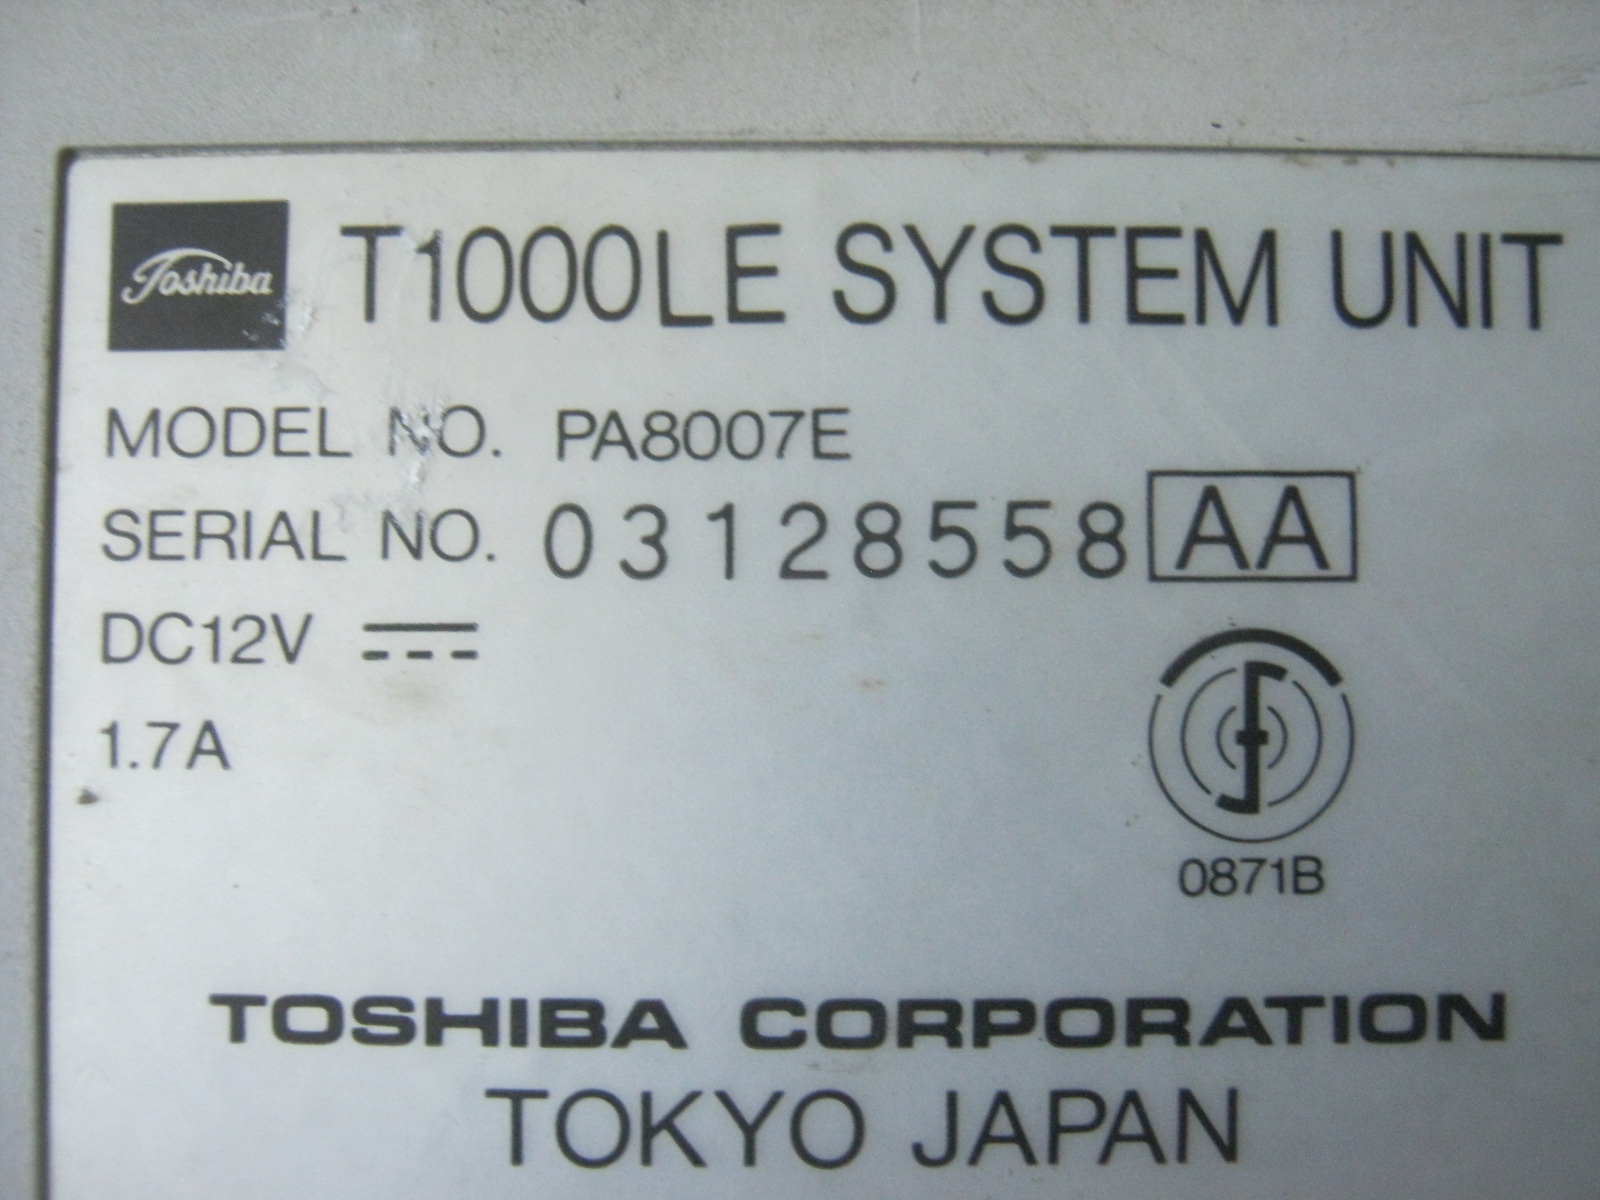 Toshiba T1000LE SYSTEM UNIT
MODEL NO. PA8007E
SERIAL NO. 03128558 AA
DC12V
1.7A
0871B
TOSHIBA CORPORATION
TOKYO JAPAN